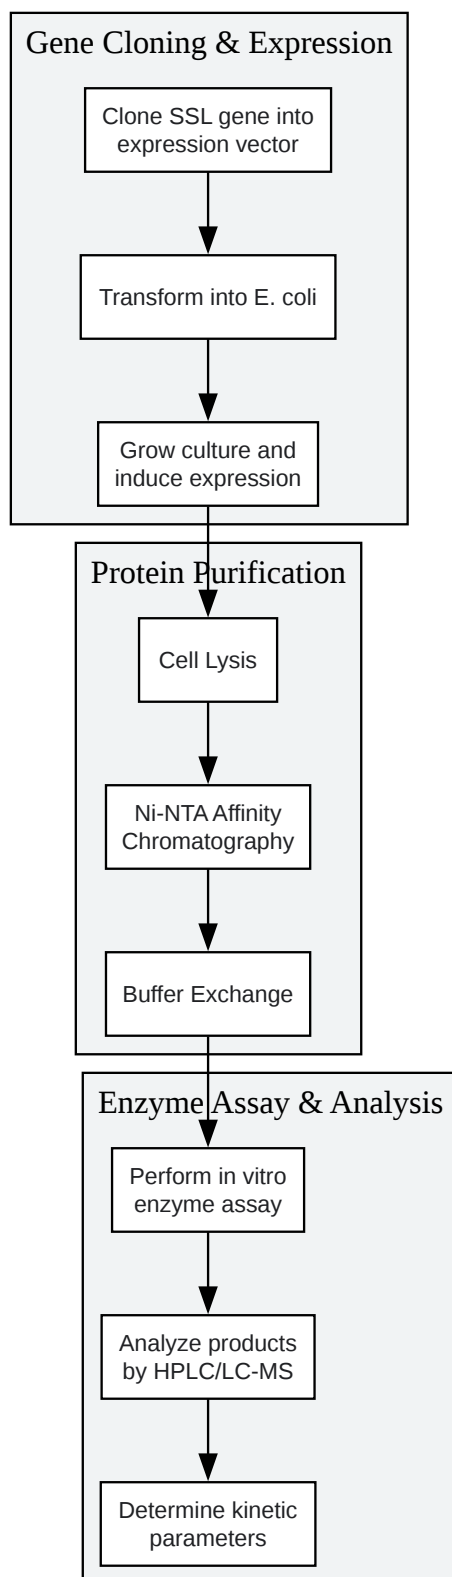 Gene Cloning & Expression
Clone SSL gene into
expression vector
Transform into E. coli
Grow culture and
induce expression
Protein Purification
Cell Lysis
Ni-NTA Affinity
Chromatography
Buffer Exchange
Enzyme Assay & Analysis
Perform in vitro
enzyme assay
Analyze products
by HPLC/LC-MS
Determine kinetic
parameters